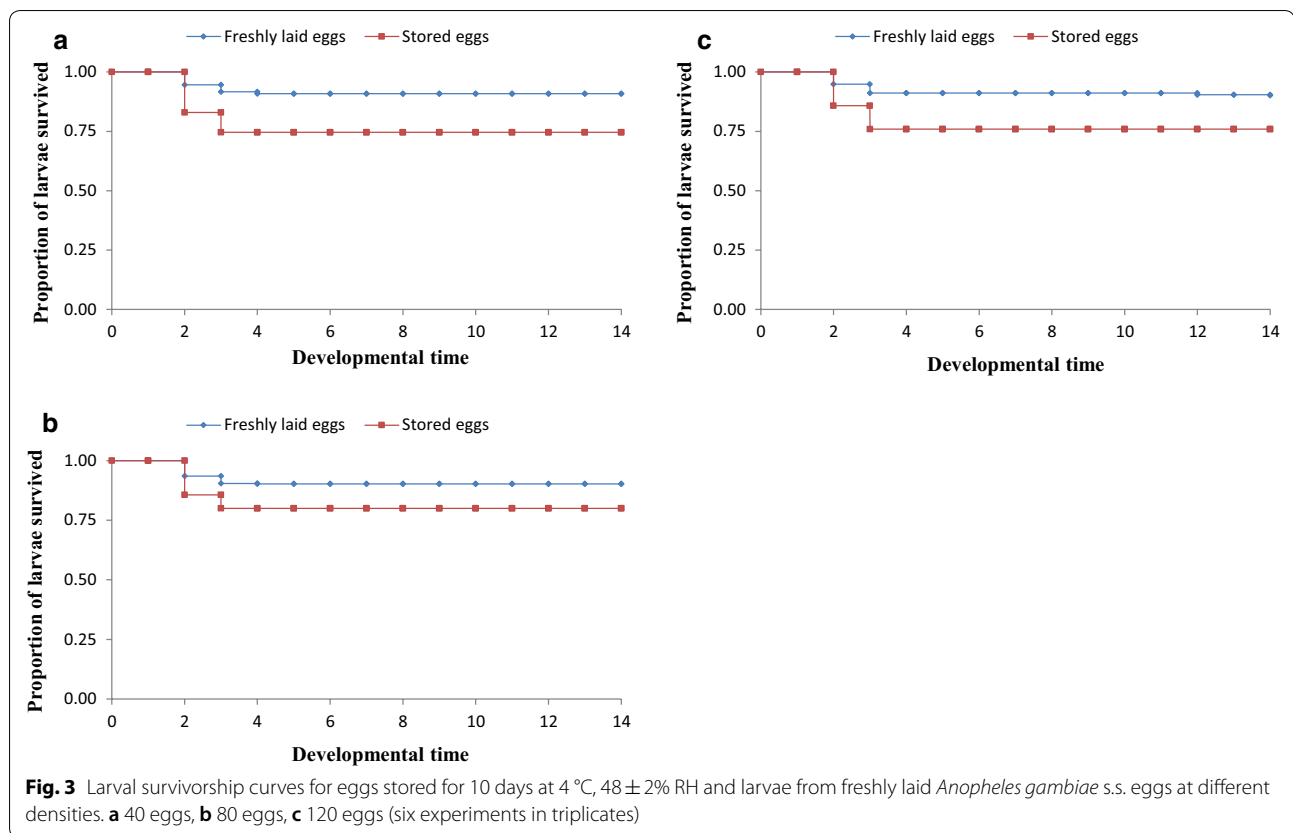 a
Freshly laid eggs Stored eggs
Proportion of larvae survived
1.00
0.75
0.50
0.25
0.00
0 2 4 6 8 10 12 14
Developmental time
c
Freshly laid eggs Stored eggs
Proportion of larvae survived
1.00
0.75
0.50
0.25
0.00
0 2 4 6 8 10 12 14
Developmental time
b
Freshly laid eggs Stored eggs
Proportion of larvae survived
1.00
0.75
0.50
0.25
0.00
0 2 4 6 8 10 12 14
Developmental time
Fig. 3 Larval survivorship curves for eggs stored for 10 days at 4 °C, 48 ± 2% RH and larvae from freshly laid Anopheles gambiae s.s. eggs at different
densities. a 40 eggs, b 80 eggs, c 120 eggs (six experiments in triplicates)